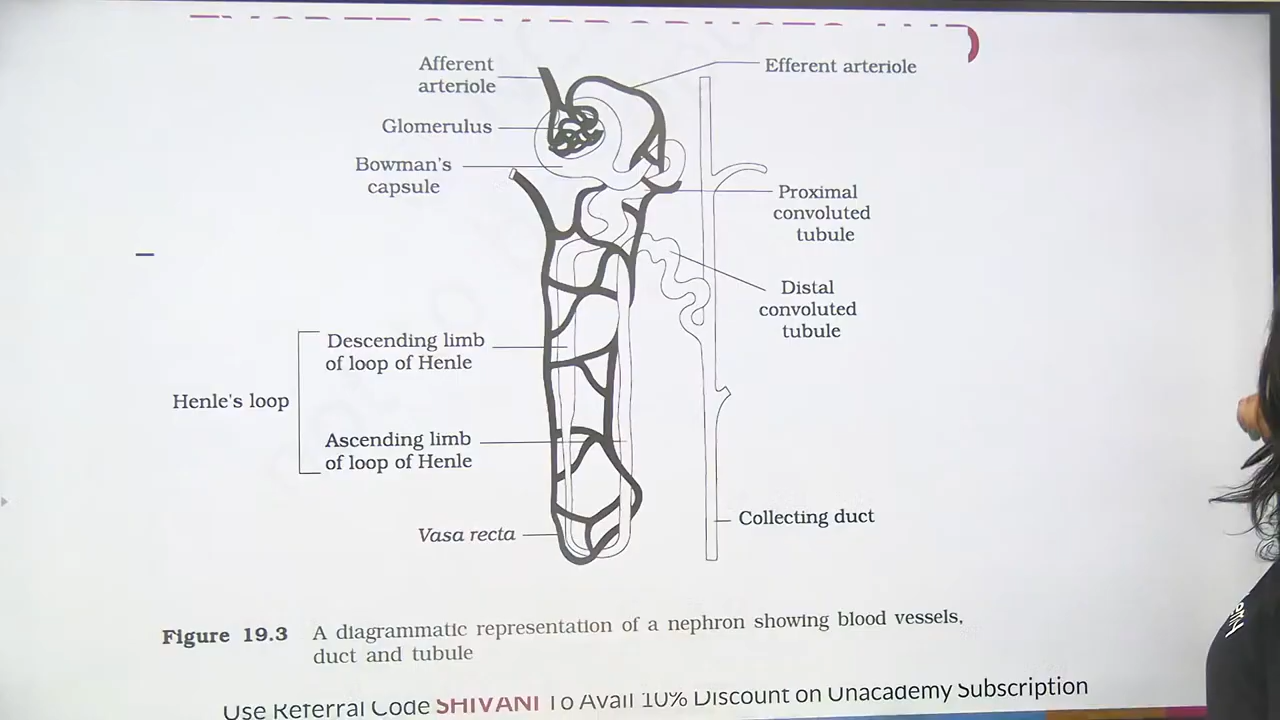 Afferent
arteriole
Efferent arteriole
Glomerulus
Bowman's
capsule
Proximal
convoluted
tubule
Distal
convoluted
tubule
Descending limb
of loop of Henle
Henle's loop
Ascending limb
of loop of Henle
Vasa recta
Collecting duct
Figure 19.3 A diagrammatic representation of a nephron showing blood vessels,
duct and tubule
Use Referral Code SHIVANI To Avail 10% Discount on Unacademy Subscription